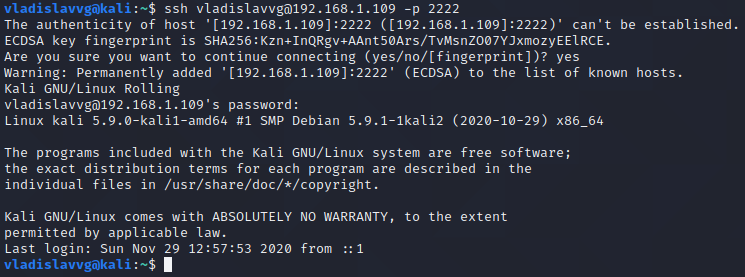 vladislavvg@kali:~$ ssh vladislavvg@192.168.1.109 -p 2222
The authenticity of host '[192.168.1.109]:2222 ([192.168.1.109]:2222)' can't be established.
ECDSA key fingerprint is SHA256:Kzn+InQRgv+AAnt50Ars/TvMsnZO07YJxmozyEElRCE.
Are you sure you want to continue connecting (yes/no/[fingerprint])? yes
Warning: Permanently added '[192.168.1.109]:2222' (ECDSA) to the list of known hosts.
Kali GNU/Linux Rolling
vladislavvg@192.168.1.109's password:
Linux kali 5.9.0-kali1-amd64 #1 SMP Debian 5.9.1-1kali2 (2020-10-29) x86_64
The programs included with the Kali GNU/Linux system are free software;
the exact distribution terms for each program are described in the
individual files in /usr/share/doc/*/copyright.
Kali GNU/Linux comes with ABSOLUTELY NO WARRANTY, to the extent
permitted by applicable law.
Last login: Sun Nov 29 12:57:53 2020 from ::1
vladislavvg@kali:~$